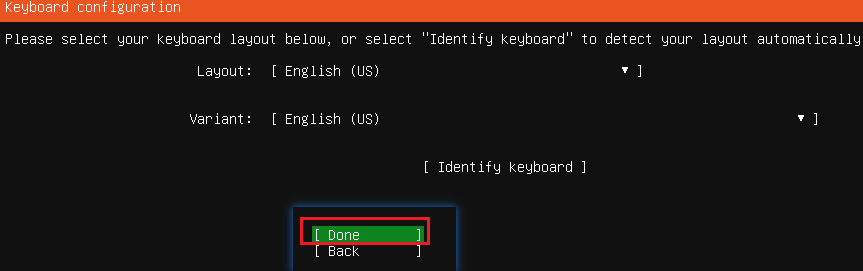 Keyboard configuration
Please select your keyboard layout below, or select "Identify keyboard" to detect your layout automatically
Layout: [ English (US) ▾ ]
Variant: [ English (US) ▾ ]
[ Identify keyboard ]
[ Done ]
[ Back ]